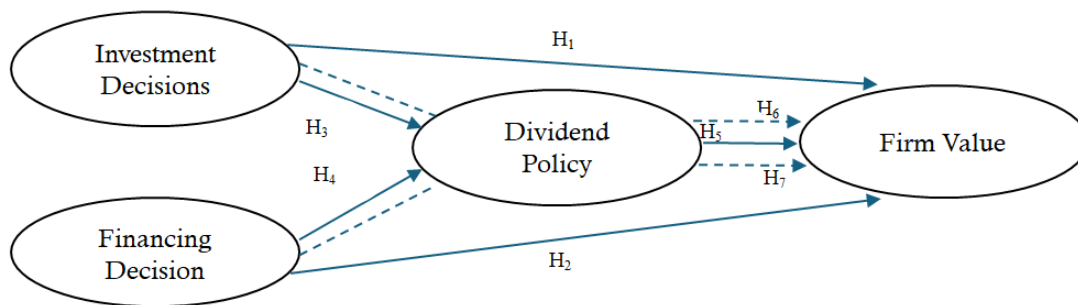 Investment
Decisions
H₁
H₃
Dividend
Policy
H₆
H₅
H₇
Firm Value
H₄
Financing
Decision
H₂